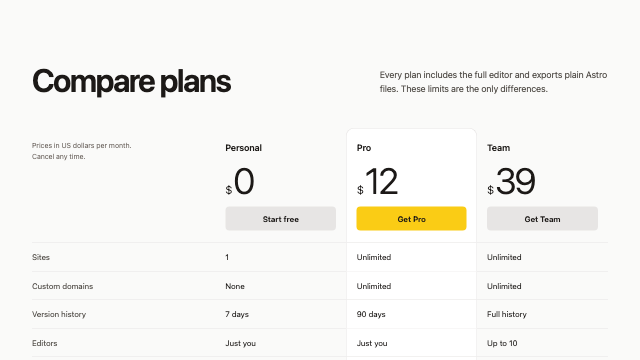 Compare plans
Every plan includes the full editor and exports plain Astro
files. These limits are the only differences.
Prices in US dollars per month.
Cancel any time.
Personal
$0
Start free
Pro
$12
Get Pro
Team
$39
Get Team
Sites 1 Unlimited Unlimited
Custom domains None Unlimited Unlimited
Version history 7 days 90 days Full history
Editors Just you Just you Up to 10